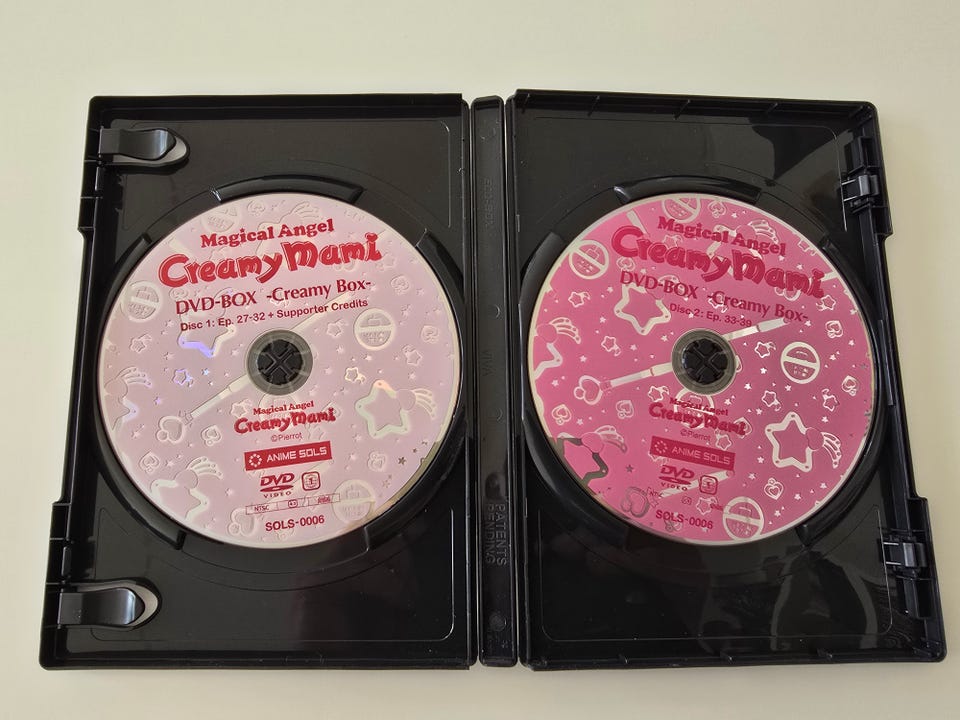 Magical Angel
Creamy Mami
DVD-BOX -Creamy Box-
Disc 1: Ep. 27-32 + Supporter Credits
Magical Angel
Creamy Mami
©Pierrot
ANIME SOLS
DVD
VIDEO
NTSC
SOLS-0006
VIVA
PATENTS
PENDING
Magical Angel
Creamy Mami
DVD-BOX -Creamy Box-
Disc 2: Ep. 33-39
Magical Angel
Creamy Mami
©Pierrot
ANIME SOLS
DVD
VIDEO
NTSC
SOLS-0006